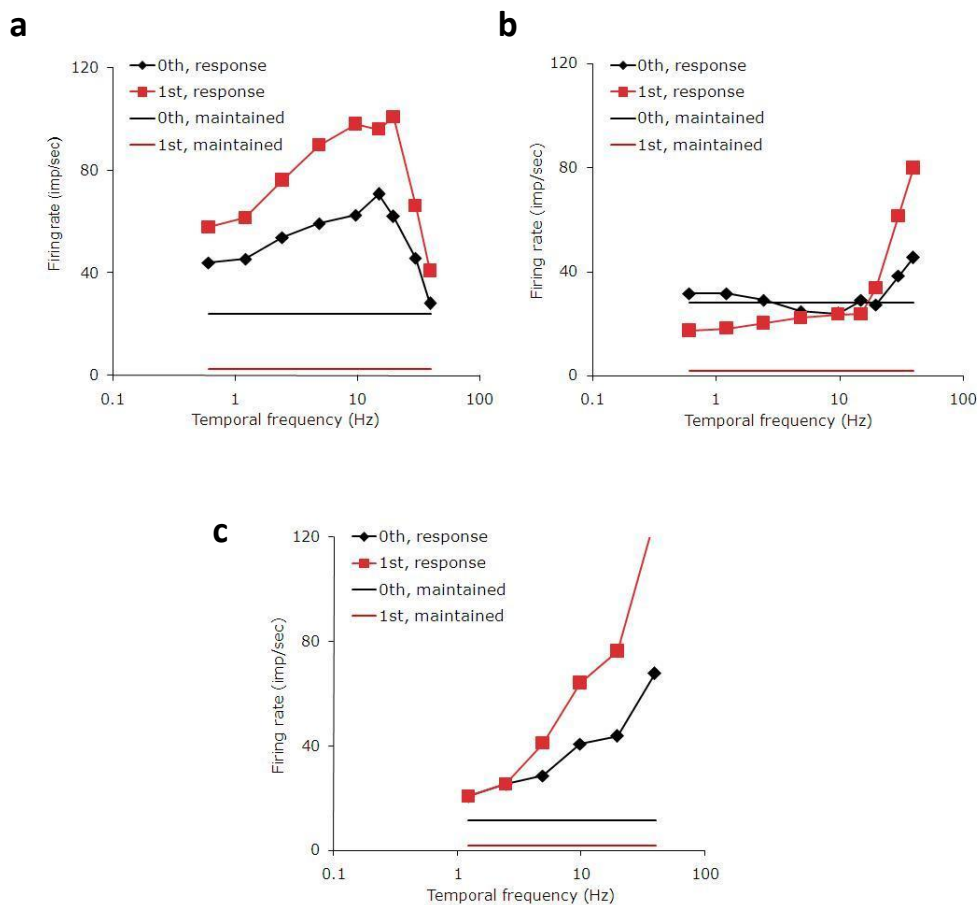 a
0th, response
1st, response
0th, maintained
1st, maintained
120
80
40
0
Firing rate (imp/sec)
0.1 1 10 100
Temporal frequency (Hz)
b
0th, response
1st, response
0th, maintained
1st, maintained
120
80
40
0
Firing rate (imp/sec)
0.1 1 10 100
Temporal frequency (Hz)
c
0th, response
1st, response
0th, maintained
1st, maintained
120
80
40
0
Firing rate (imp/sec)
0.1 1 10 100
Temporal frequency (Hz)